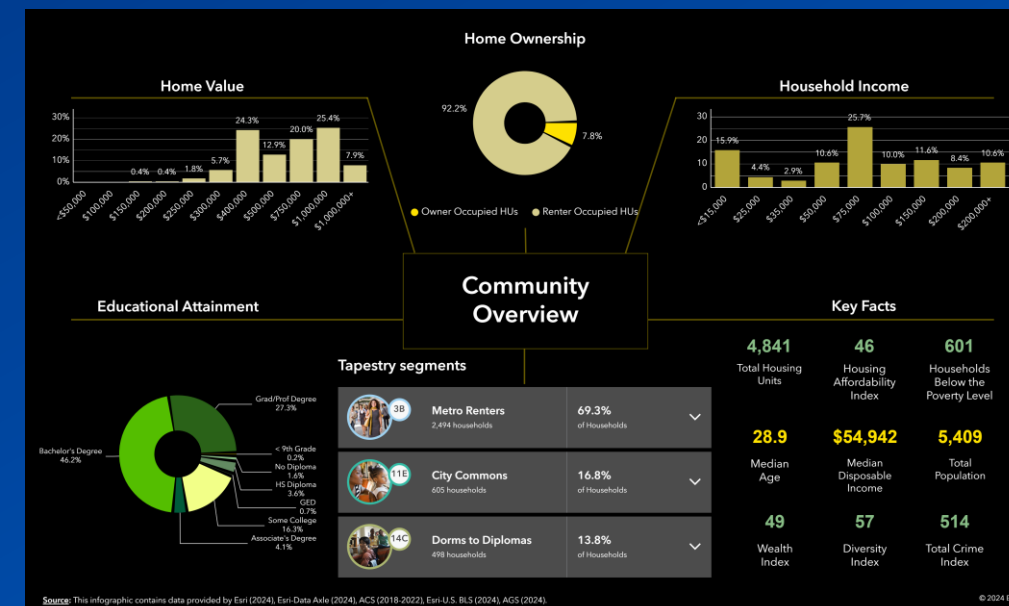 Home Ownership
92.2%
7.8%
Owner Occupied HUs
Renter Occupied HUs
Home Value
30%
20%
10%
0%
0.4%
0.4%
1.8%
5.7%
24.3%
12.9%
20.0%
25.4%
7.9%
<$50,000
$100,000
$150,000
$200,000
$250,000
$300,000
$400,000
$500,000
$750,000
$1,000,000
$1,000,000+
Household Income
30
20
10
0
15.9%
4.4%
2.9%
10.6%
25.7%
10.0%
11.6%
8.4%
10.6%
<$15,000
$25,000
$35,000
$50,000
$75,000
$100,000
$150,000
$200,000
$200,000+
Community
Overview
Educational Attainment
Grad/Prof Degree
27.3%
< 9th Grade
0.2%
No Diploma
1.6%
HS Diploma
3.6%
GED
0.7%
Some College
16.3%
Associate's Degree
4.1%
Bachelor's Degree
46.2%
Tapestry segments
3B
Metro Renters
2,494 households
69.3%
of Households
11E
City Commons
605 households
16.8%
of Households
14C
Dorms to Diplomas
498 households
13.8%
of Households
Key Facts
4,841
Total Housing
Units
46
Housing
Affordability
Index
601
Households
Below the
Poverty Level
28.9
Median
Age
$54,942
Median
Disposable
Income
5,409
Total
Population
49
Wealth
Index
57
Diversity
Index
514
Total Crime
Index
Source: This infographic contains data provided by Esri (2024), Esri-Data Axle (2024), ACS (2018-2022), Esri-U.S. BLS (2024), AGS (2024).
© 2024